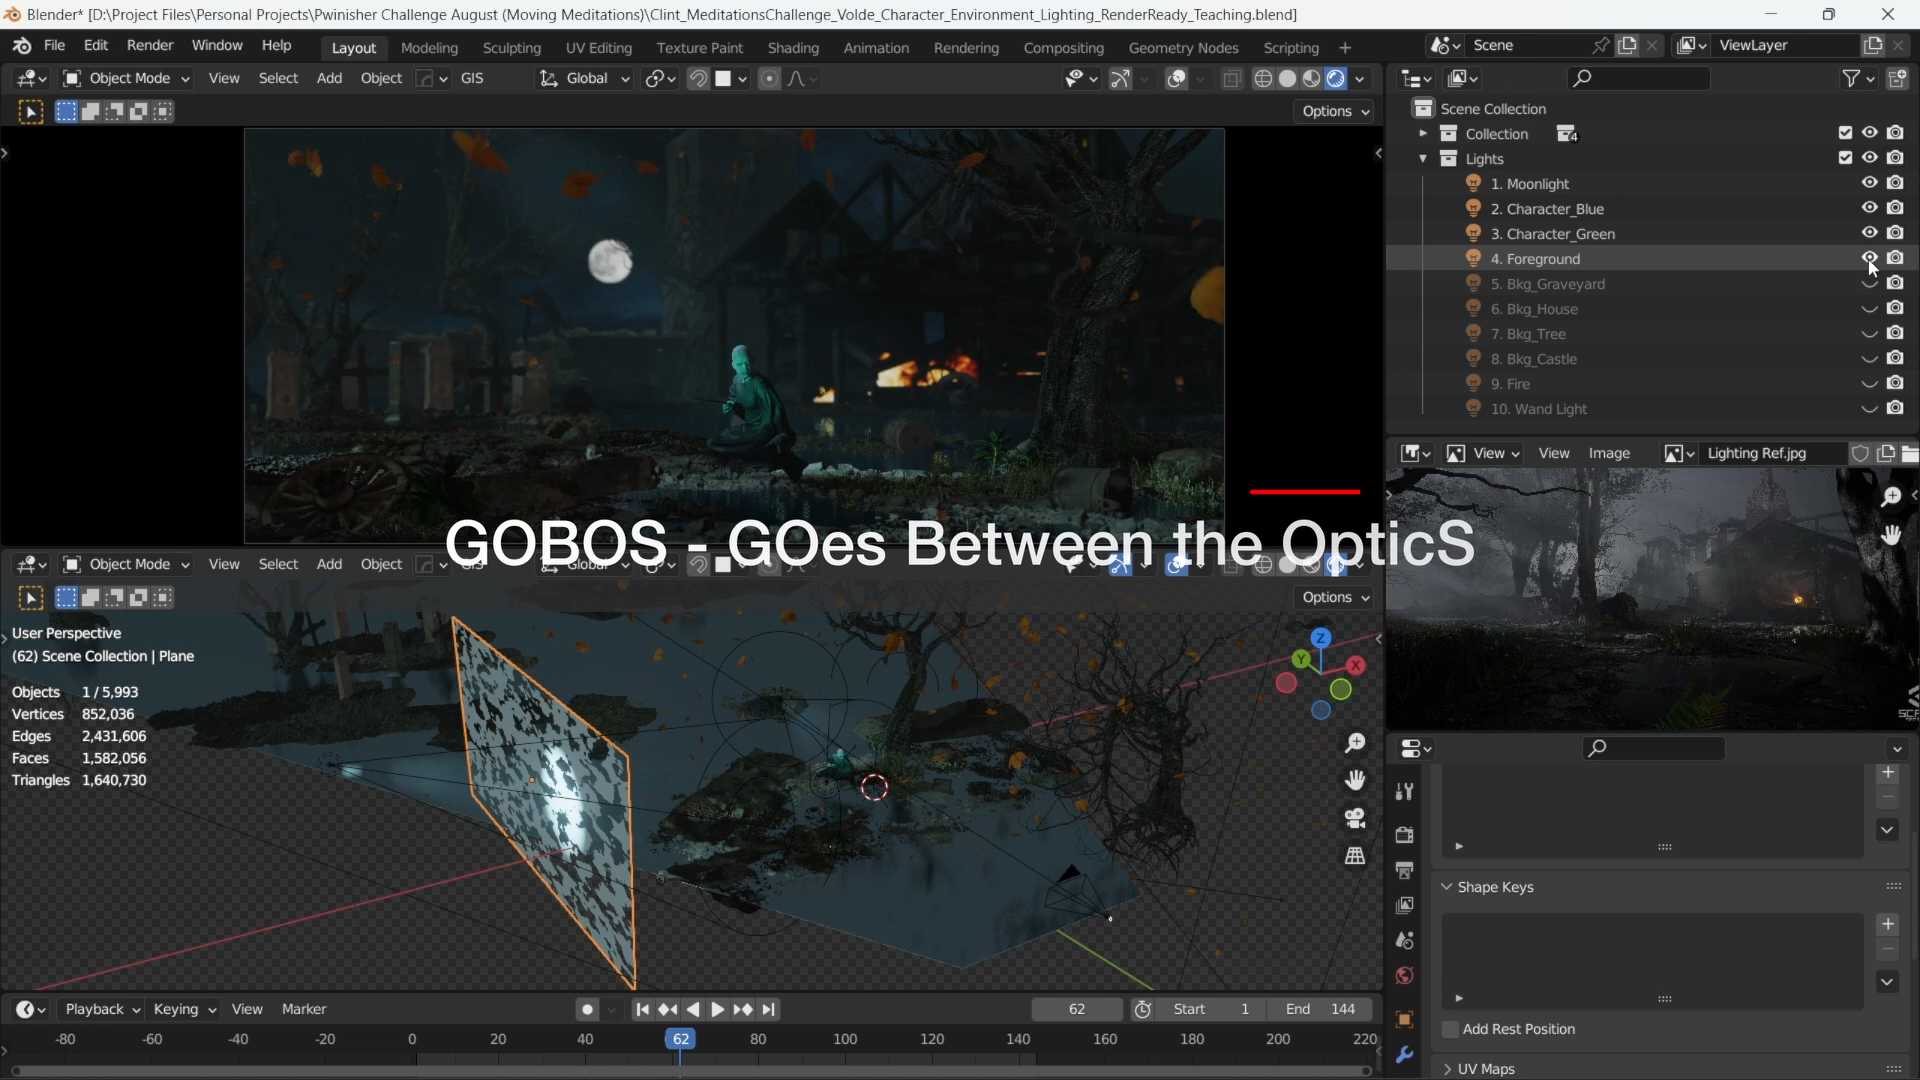 Blender* [D:\Project Files\Personal Projects\Pwinisher Challenge August (Moving Meditations)\Clint_MeditationsChallenge_Volde_Character_Environment_Lighting_RenderReady_Teaching.blend]
File Edit Render Window Help Layout Modeling Sculpting UV Editing Texture Paint Shading Animation Rendering Compositing Geometry Nodes Scripting + Scene ViewLayer
Object Mode View Select Add Object GIS Global
Options
Scene Collection
Collection 4
Lights
1. Moonlight
2. Character_Blue
3. Character_Green
4. Foreground
5. Bkg_Graveyard
6. Bkg_House
7. Bkg_Tree
8. Bkg_Castle
9. Fire
10. Wand Light
View View Image Lighting Ref.jpg
GOBOS - GOes Between the OpticS
Object Mode View Select Add Object GIS Global
Options
User Perspective
(62) Scene Collection | Plane
Objects 1 / 5,993
Vertices 852,036
Edges 2,431,606
Faces 1,582,056
Triangles 1,640,730
Z
Y
X
Shape Keys
Add Rest Position
UV Maps
Playback Keying View Marker 62 Start 1 End 144
-80 -60 -40 -20 0 20 40 62 80 100 120 140 160 180 200 220